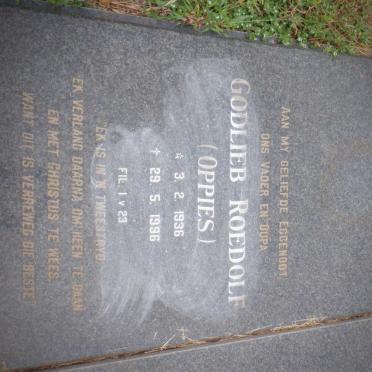 AAN MY GELIEFDE EGGENOOT
ONS VADER EN OUPA
GODLIEB ROEDOLF
(OPPIES)
☆ 3. 2. 1936
✝ 29. 5. 1996
FIL. 1 V 23
"EK IS IN 'N TWEESTRYD
EK VERLANG DAARNA OM HEEN TE GAAN
EN MET CHRISTUS TE WEES,
WANT DIT IS VERREWEG DIE BESTE"